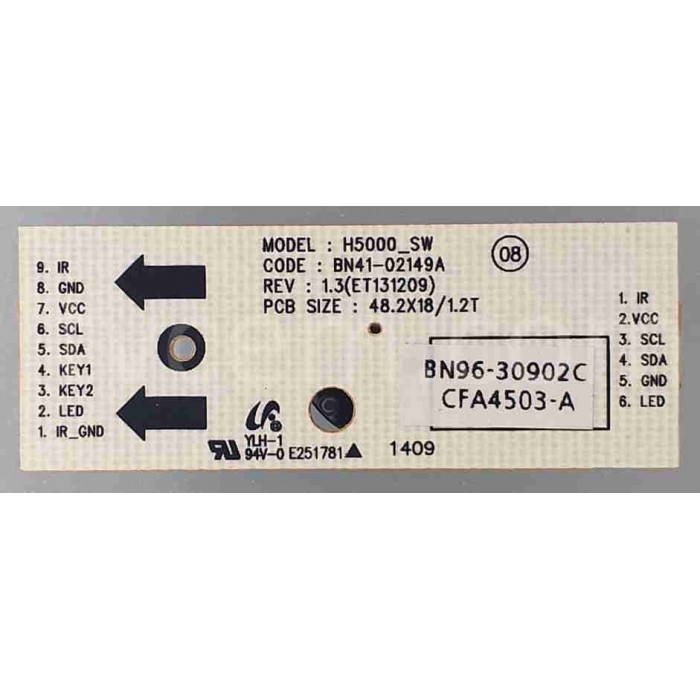 MODEL : H5000_SW
CODE : BN41-02149A
REV : 1.3(ET131209)
PCB SIZE : 48.2X18/1.2T
08
9. IR
8. GND
7. VCC
6. SCL
5. SDA
4. KEY1
3. KEY2
2. LED
1. IR_GND
1. IR
2.VCC
3. SCL
4. SDA
5. GND
6. LED
BN96-30902C
CFA4503-A
YLH-1
94V-0 E251781
1409